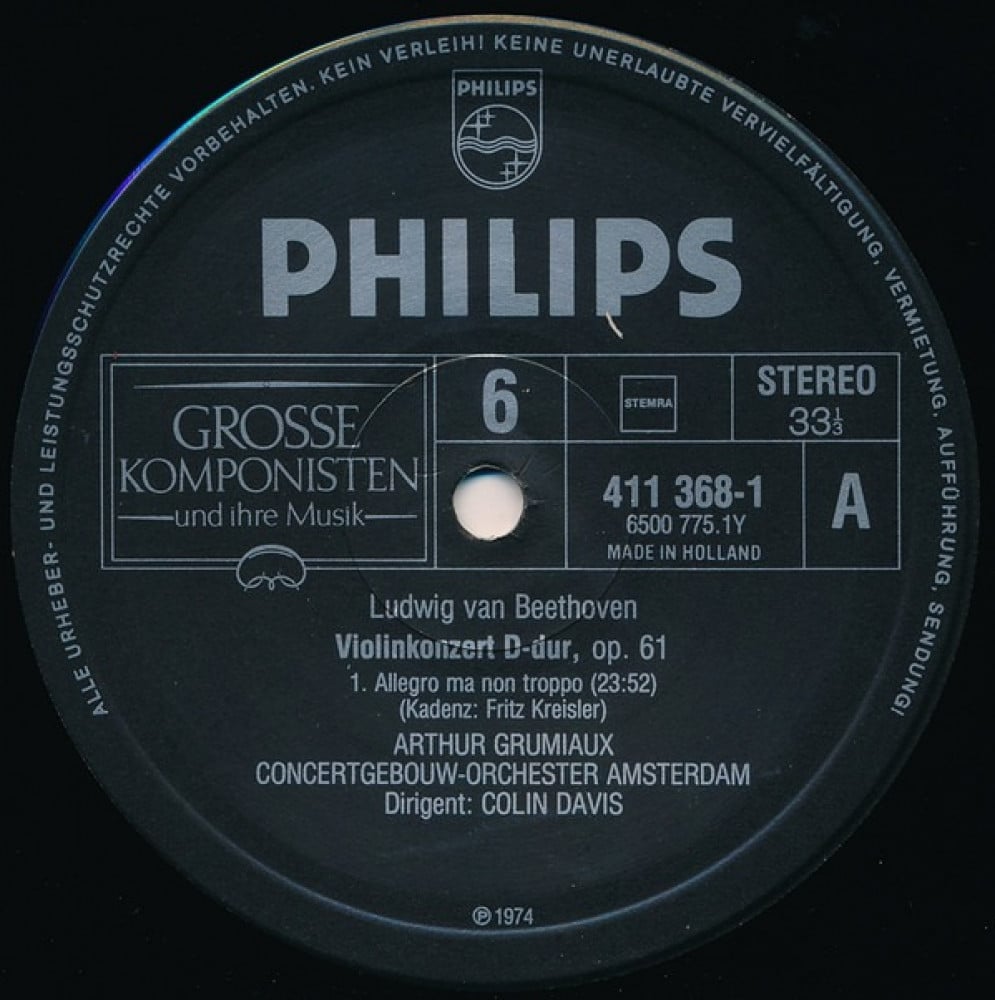 ALLE URHEBER- UND LEISTUNGSSCHUTZRECHTE VORBEHALTEN. KEIN VERLEIH! KEINE UNERLAUBTE VERVIELFÄLTIGUNG, VERMIETUNG, AUFFÜHRUNG, SENDUNG!
PHILIPS
PHILIPS
GROSSE
KOMPONISTEN
und ihre Musik
6
STEMRA
STEREO
33⅓
411 368-1
6500 775.1Y
MADE IN HOLLAND
A
Ludwig van Beethoven
Violinkonzert D-dur, op. 61
1. Allegro ma non troppo (23:52)
(Kadenz: Fritz Kreisler)
ARTHUR GRUMIAUX
CONCERTGEBOUW-ORCHESTER AMSTERDAM
Dirigent: COLIN DAVIS
℗ 1974